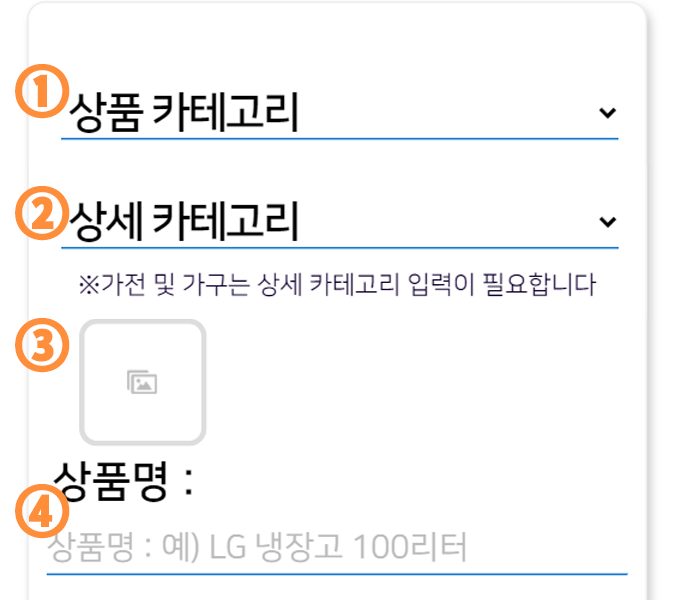 ① 상품 카테고리
② 상세 카테고리
※가전 및 가구는 상세 카테고리 입력이 필요합니다
③
상품명 :
④
상품명 : 예) LG 냉장고 100리터